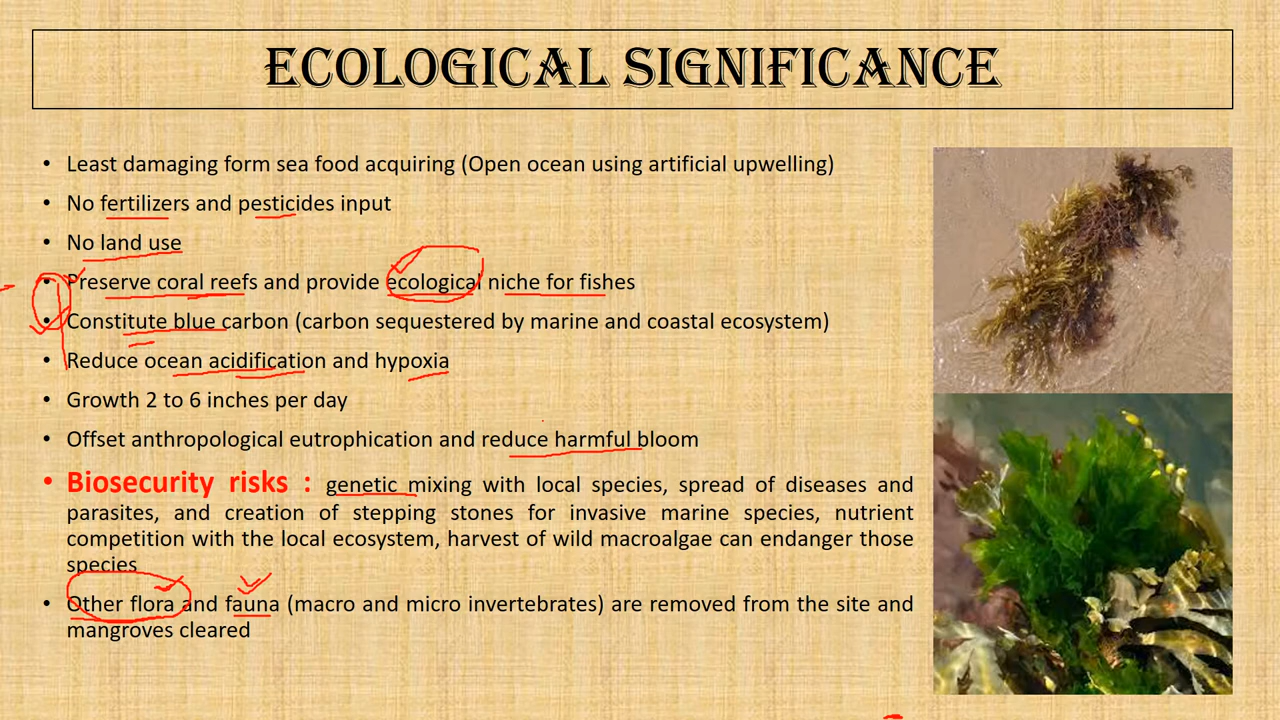 ECOLOGICAL SIGNIFICANCE
• Least damaging form sea food acquiring (Open ocean using artificial upwelling)
• No fertilizers and pesticides input
• No land use
• Preserve coral reefs and provide ecological niche for fishes
• Constitute blue carbon (carbon sequestered by marine and coastal ecosystem)
• Reduce ocean acidification and hypoxia
• Growth 2 to 6 inches per day
• Offset anthropological eutrophication and reduce harmful bloom
• Biosecurity risks : genetic mixing with local species, spread of diseases and
parasites, and creation of stepping stones for invasive marine species, nutrient
competition with the local ecosystem, harvest of wild macroalgae can endanger those
species
• Other flora and fauna (macro and micro invertebrates) are removed from the site and
mangroves cleared